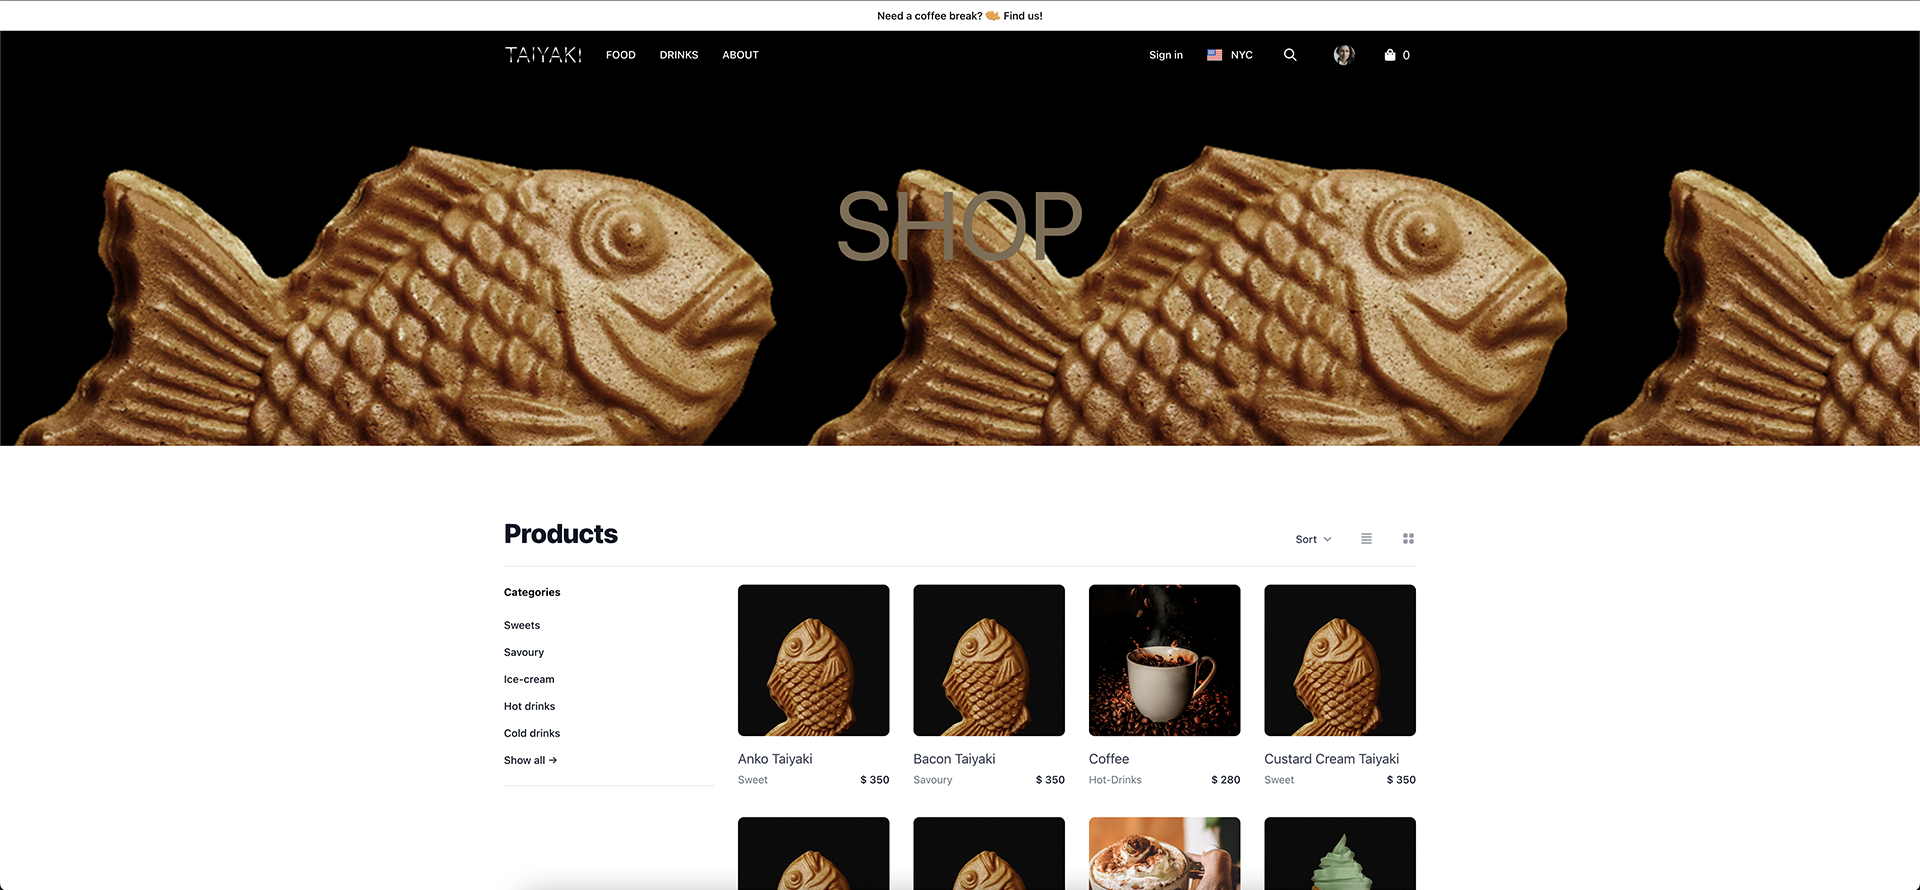 Need a coffee break? Find us!
TAIYAKI FOOD DRINKS ABOUT Sign in NYC 0
SHOP
Products
Sort
Categories
Sweets
Savoury
Ice-cream
Hot drinks
Cold drinks
Show all →
Anko Taiyaki
Sweet $ 350
Bacon Taiyaki
Savoury $ 350
Coffee
Hot-Drinks $ 280
Custard Cream Taiyaki
Sweet $ 350